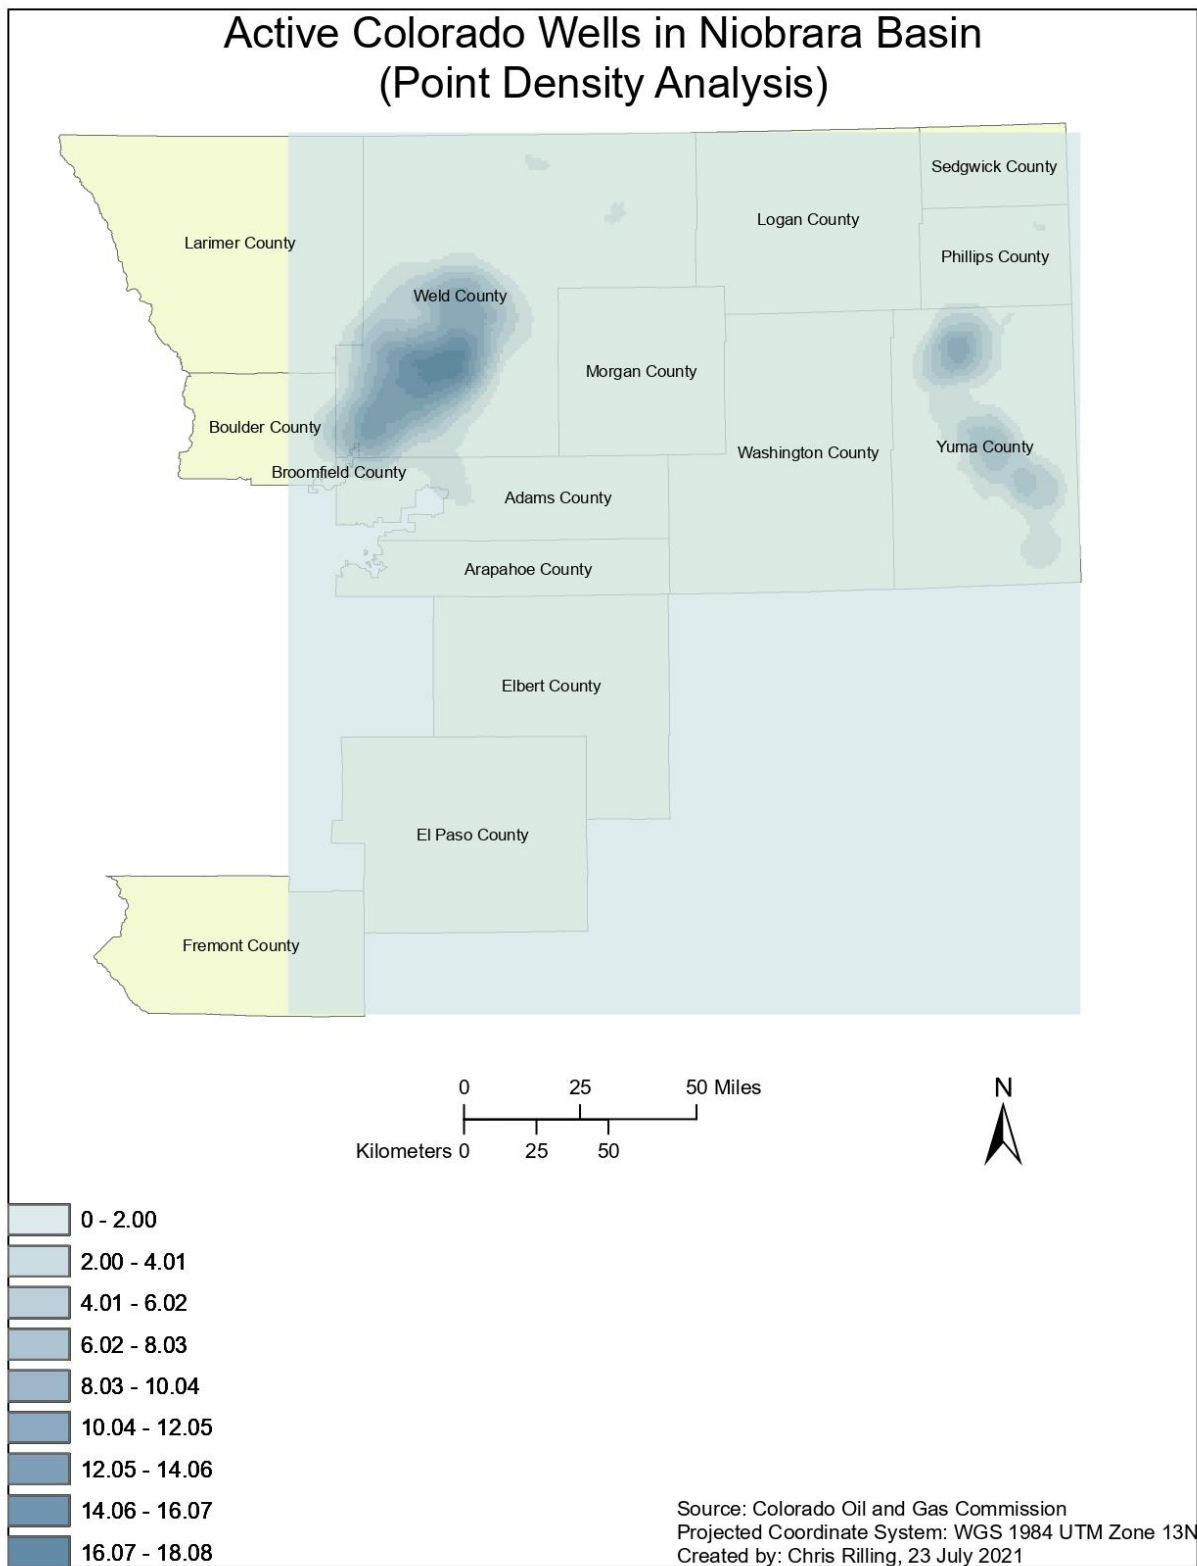 Active Colorado Wells in Niobrara Basin
(Point Density Analysis)
Sedgwick County
Logan County
Larimer County
Phillips County
Weld County
Morgan County
Boulder County
Yuma County
Washington County
Broomfield County
Adams County
Arapahoe County
Elbert County
El Paso County
Fremont County
0 25 50 Miles
Kilometers 0 25 50
N
0 - 2.00
2.00 - 4.01
4.01 - 6.02
6.02 - 8.03
8.03 - 10.04
10.04 - 12.05
12.05 - 14.06
14.06 - 16.07
16.07 - 18.08
Source: Colorado Oil and Gas Commission
Projected Coordinate System: WGS 1984 UTM Zone 13N
Created by: Chris Rilling, 23 July 2021